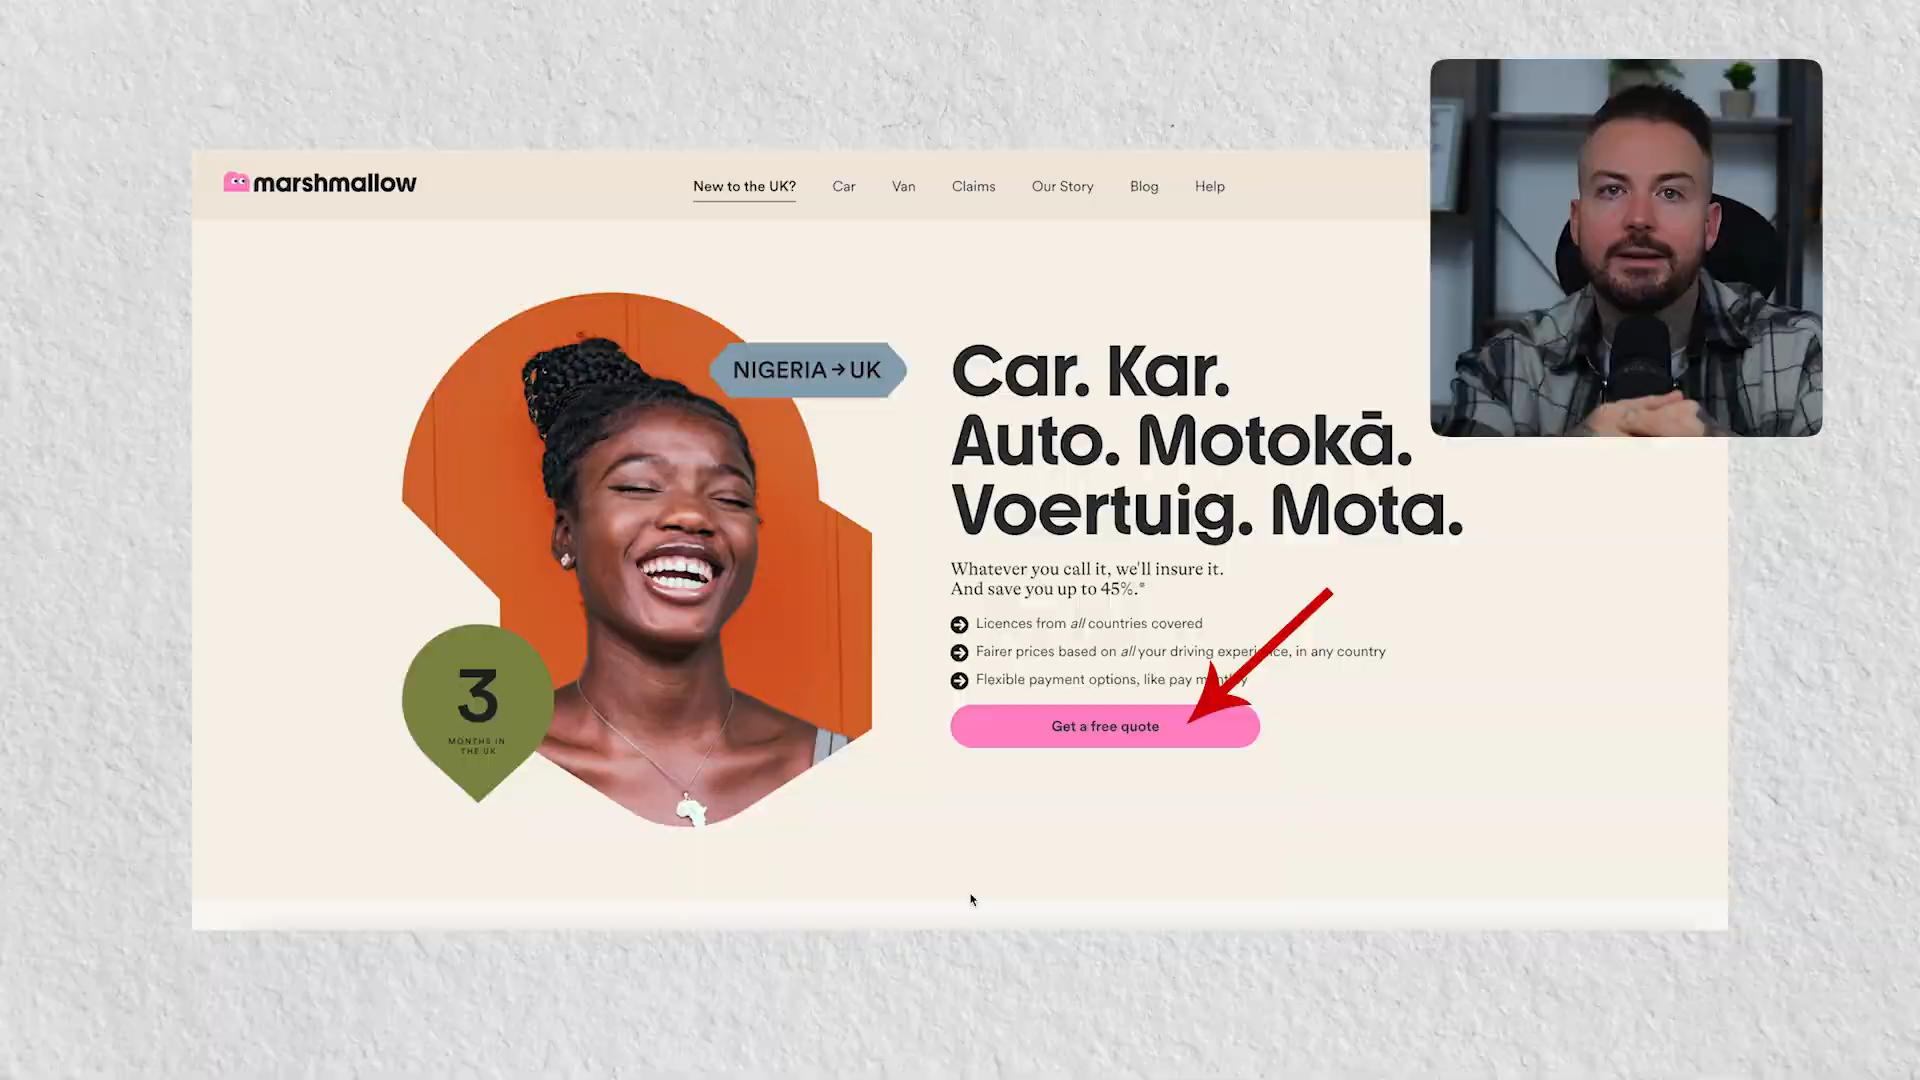 marshmallow
New to the UK? Car Van Claims Our Story Blog Help
NIGERIA→UK
Car. Kar.
Auto. Motokā.
Voertuig. Mota.
Whatever you call it, we'll insure it.
And save you up to 45%.*
Licences from all countries covered
Fairer prices based on all your driving experience, in any country
Flexible payment options, like pay monthly
Get a free quote
3
MONTHS IN
THE UK